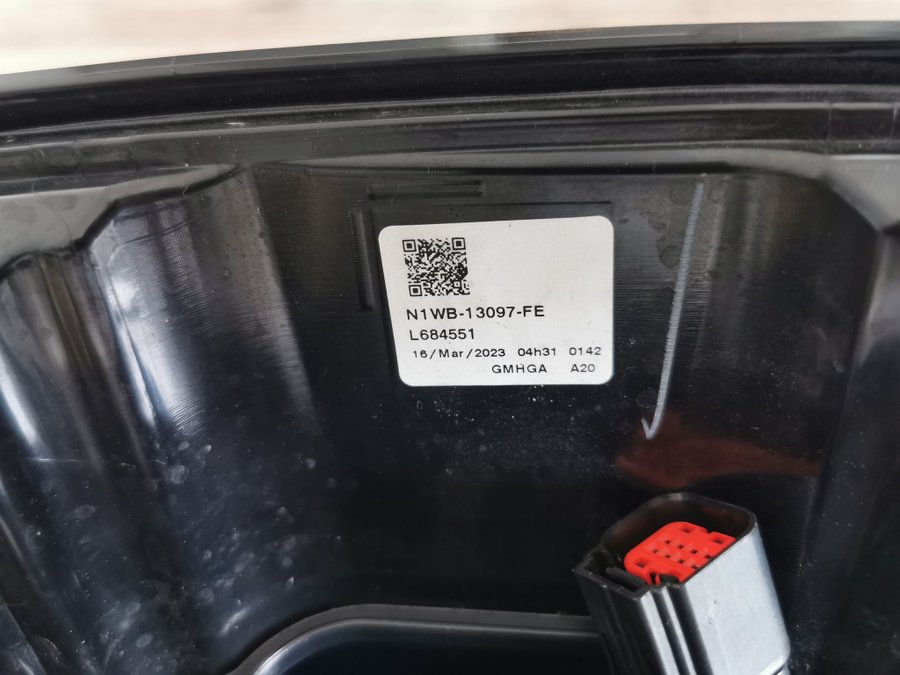 N1WB-13097-FE
L684551
16/Mar/2023 04h31 0142
GMHGA A20